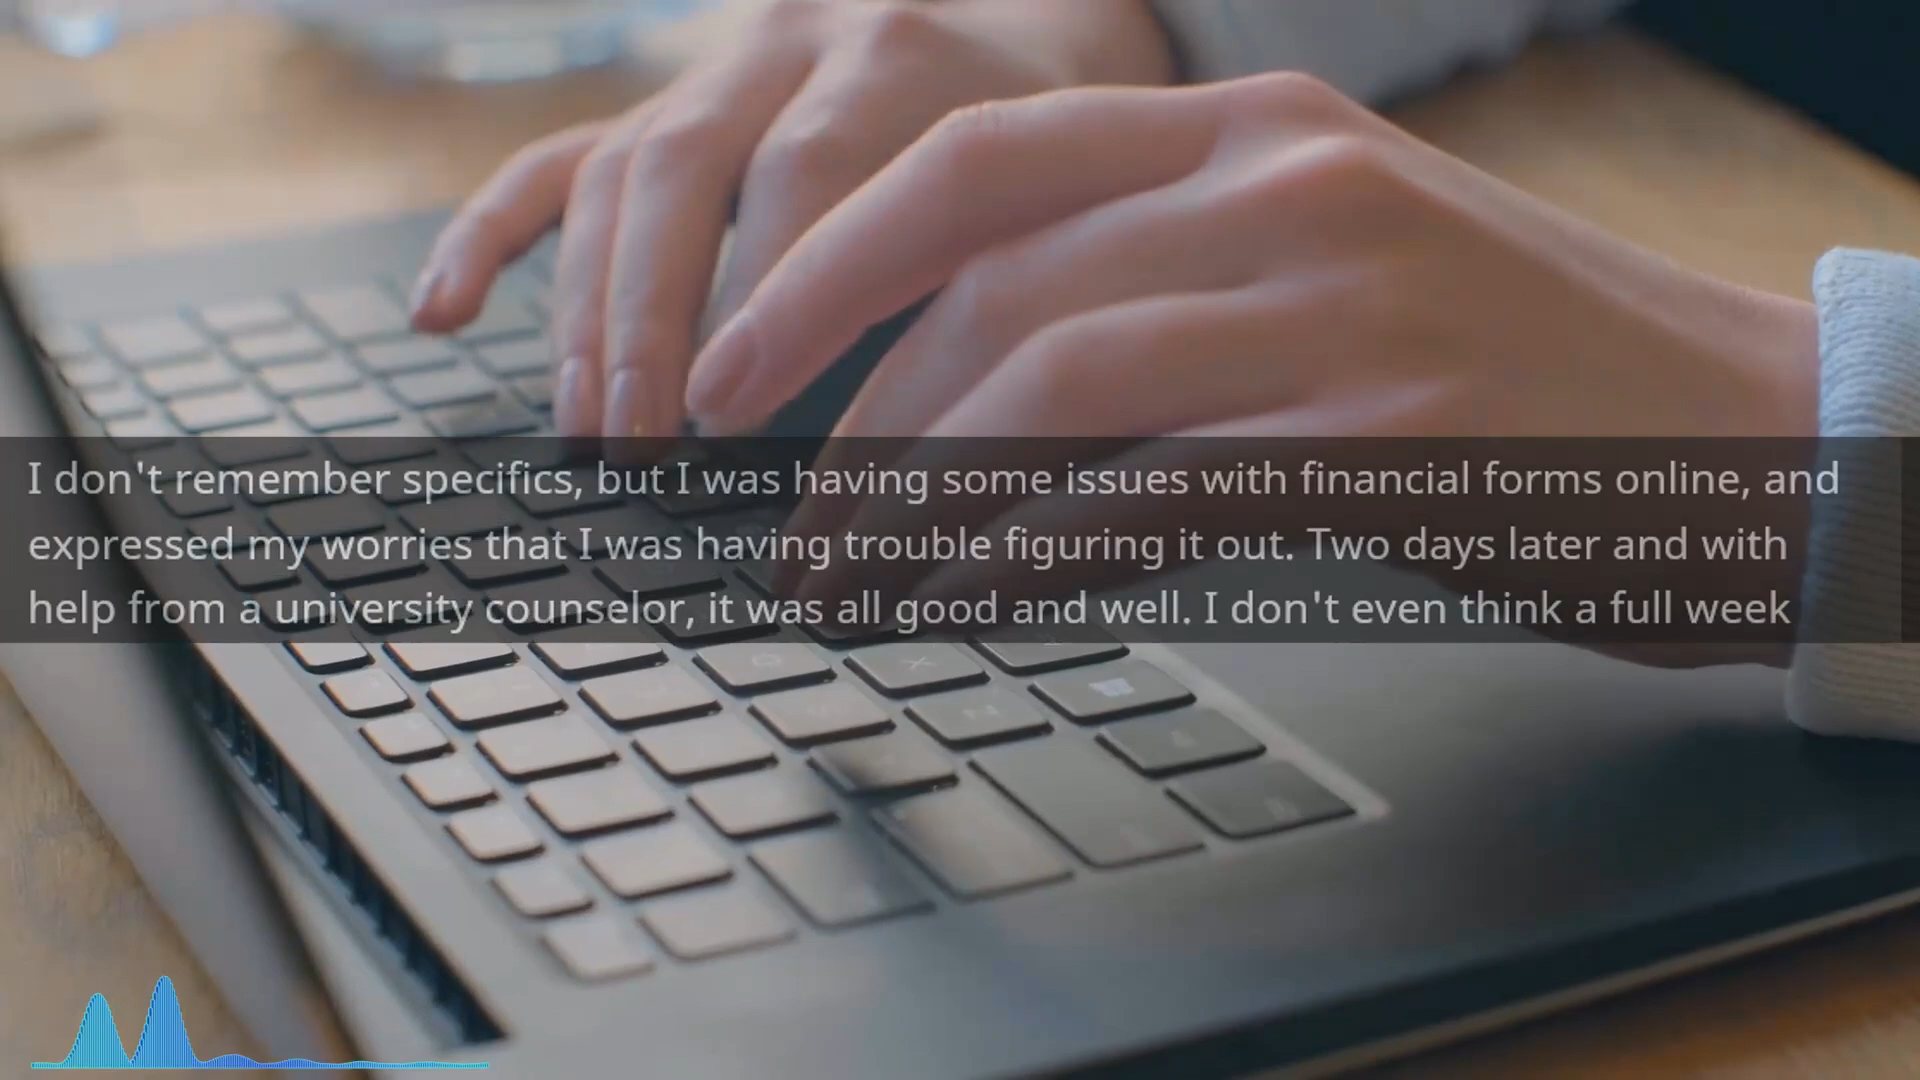 I don't remember specifics, but I was having some issues with financial forms online, and
expressed my worries that I was having trouble figuring it out. Two days later and with
help from a university counselor, it was all good and well. I don't even think a full week